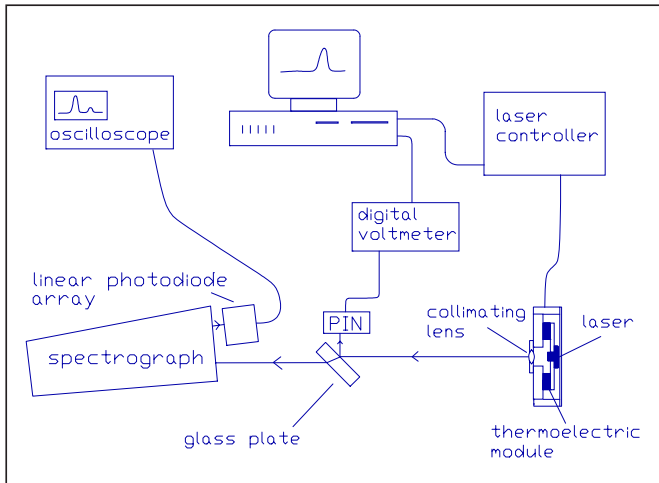 oscilloscope
laser
controller
digital
voltmeter
linear photodiode
array
PIN
collimating
lens
laser
spectrograph
glass plate
thermoelectric
module